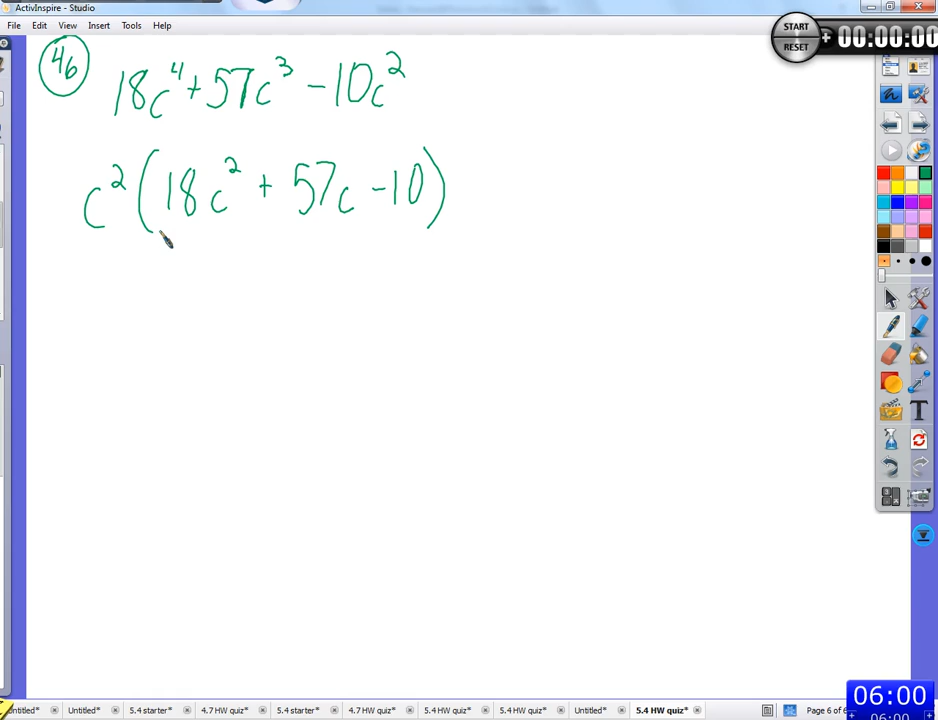 ActivInspire - Studio
File Edit View Insert Tools Help
START
RESET
+ 00:00:00
46
18c⁴+57c³-10c²
c²(18c²+57c-10)
T
06:00
ntitled* Untitled* 5.4 starter* 4.7 HW quiz* 5.4 starter* 4.7 HW quiz* 5.4 HW quiz* 5.4 HW quiz* Untitled* 5.4 HW quiz* Page 6 of 6